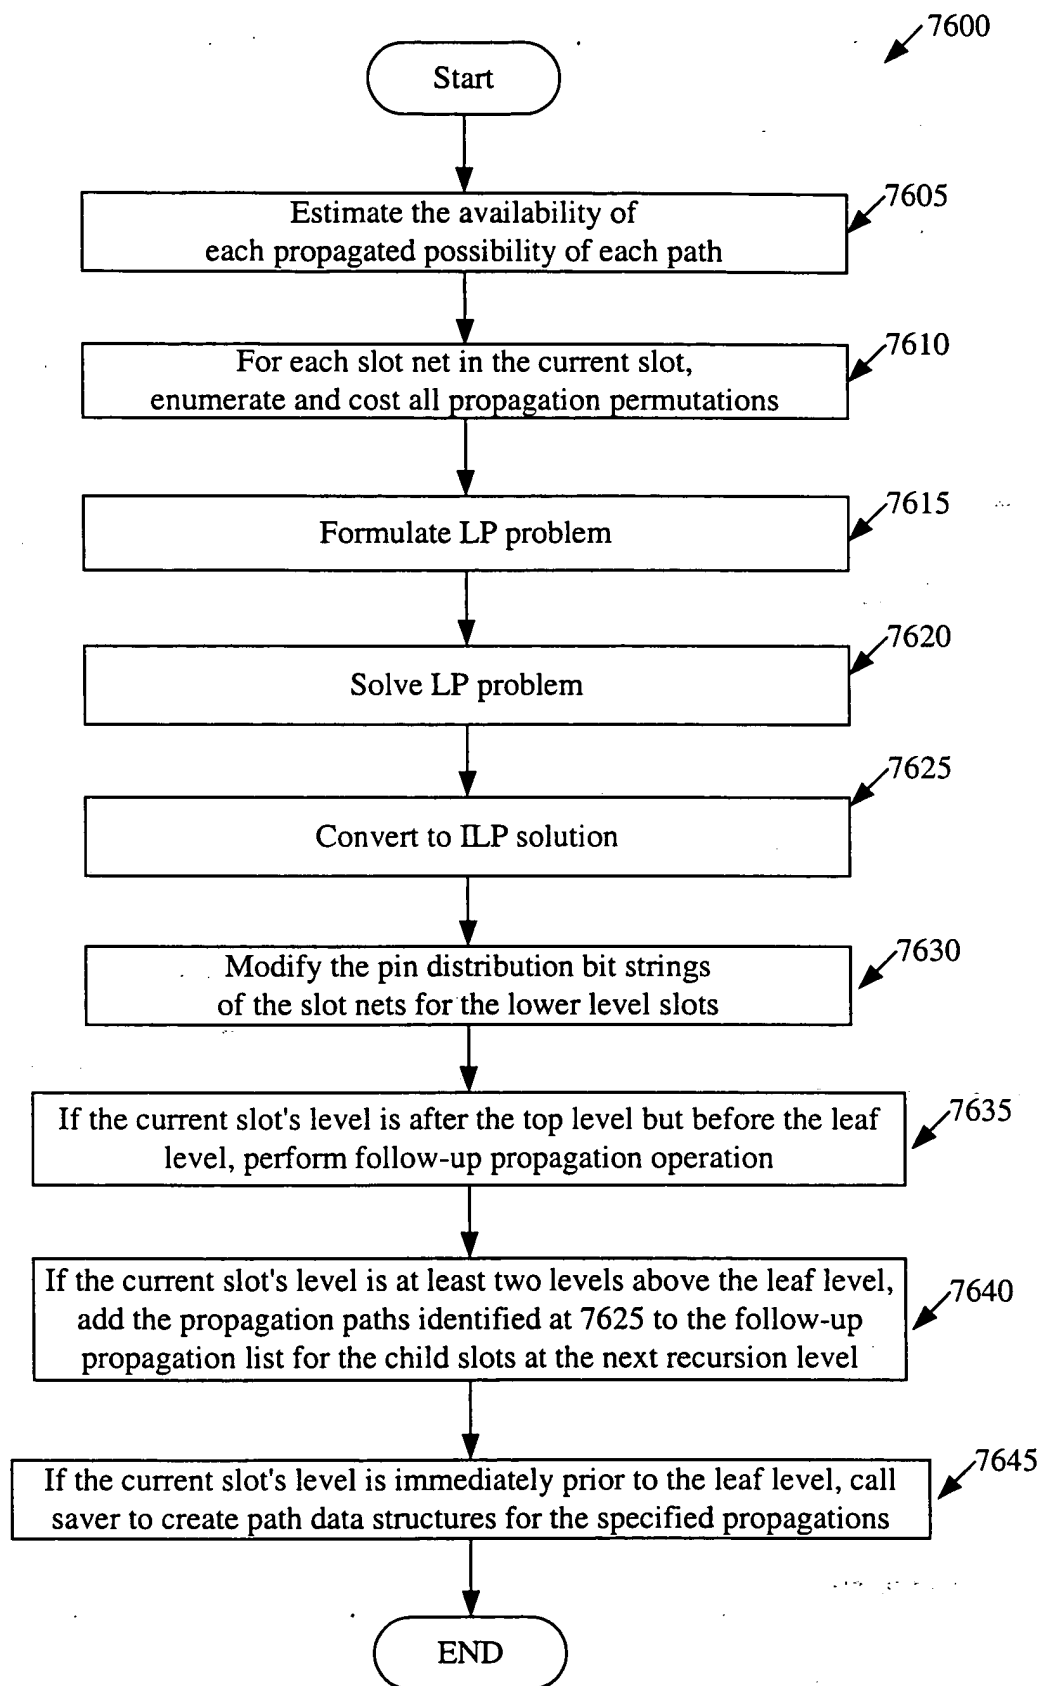 7600
Start
7605
Estimate the availability of
each propagated possibility of each path
7610
For each slot net in the current slot,
enumerate and cost all propagation permutations
7615
Formulate LP problem
7620
Solve LP problem
7625
Convert to ILP solution
7630
Modify the pin distribution bit strings
of the slot nets for the lower level slots
7635
If the current slot's level is after the top level but before the leaf
level, perform follow-up propagation operation
7640
If the current slot's level is at least two levels above the leaf level,
add the propagation paths identified at 7625 to the follow-up
propagation list for the child slots at the next recursion level
7645
If the current slot's level is immediately prior to the leaf level, call
saver to create path data structures for the specified propagations
END